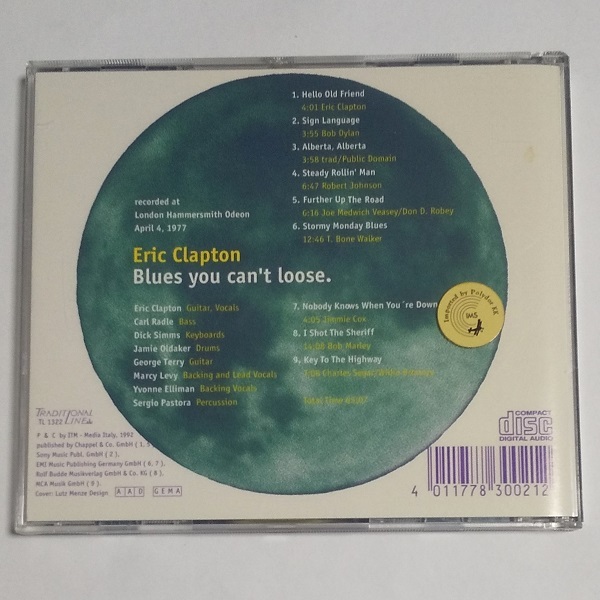 1. Hello Old Friend
4:01 Eric Clapton
2. Sign Language
3:55 Bob Dylan
3. Alberta, Alberta
3:58 trad/Public Domain
4. Steady Rollin' Man
6:47 Robert Johnson
5. Further Up The Road
6:16 Joe Medwich Veasey/Don D. Robey
6. Stormy Monday Blues
12:46 T. Bone Walker
recorded at
London Hammersmith Odeon
April 4, 1977
Eric Clapton
Blues you can't loose.
Eric Clapton Guitar, Vocals
Carl Radle Bass
Dick Simms Keyboards
Jamie Oldaker Drums
George Terry Guitar
Marcy Levy Backing and Lead Vocals
Yvonne Elliman Backing Vocals
Sergio Pastora Percussion
7. Nobody Knows When You´re Down
4:05 Jimmie Cox
8. I Shot The Sheriff
Bob Marley
9. Key To The Highway
Charles Segar/
Total Time
Imported by Polydor KK
IMS
TRADITIONAL LINE
TL 1322
P & C by ITM - Media Italy, 1992
published by Chappel & Co. GmbH ( 1, 5
Sony Music Publ. GmbH ( 2 ),
EMI Music Publishing Germany GmbH ( 6, 7 ),
Rolf Budde Musikverlag GmbH & Co. KG ( 8 ),
MCA Musik GmbH ( 9 ).
Cover: Lutz Menze Design
AAD
GEMA
COMPACT
disc
DIGITAL AUDIO
4 011778 300212